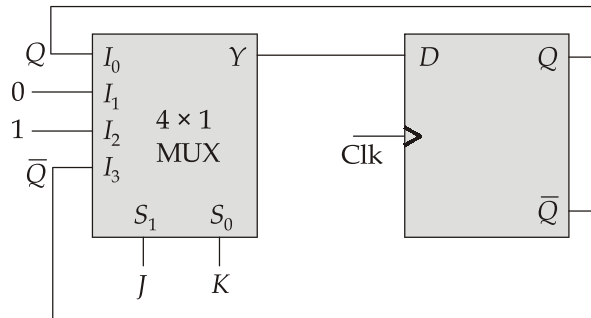 Q I₀ Y D Q
0 I₁
1 I₂ 4 × 1
MUX Clk
Q̅ I₃
S₁ S₀ Q̅
J K